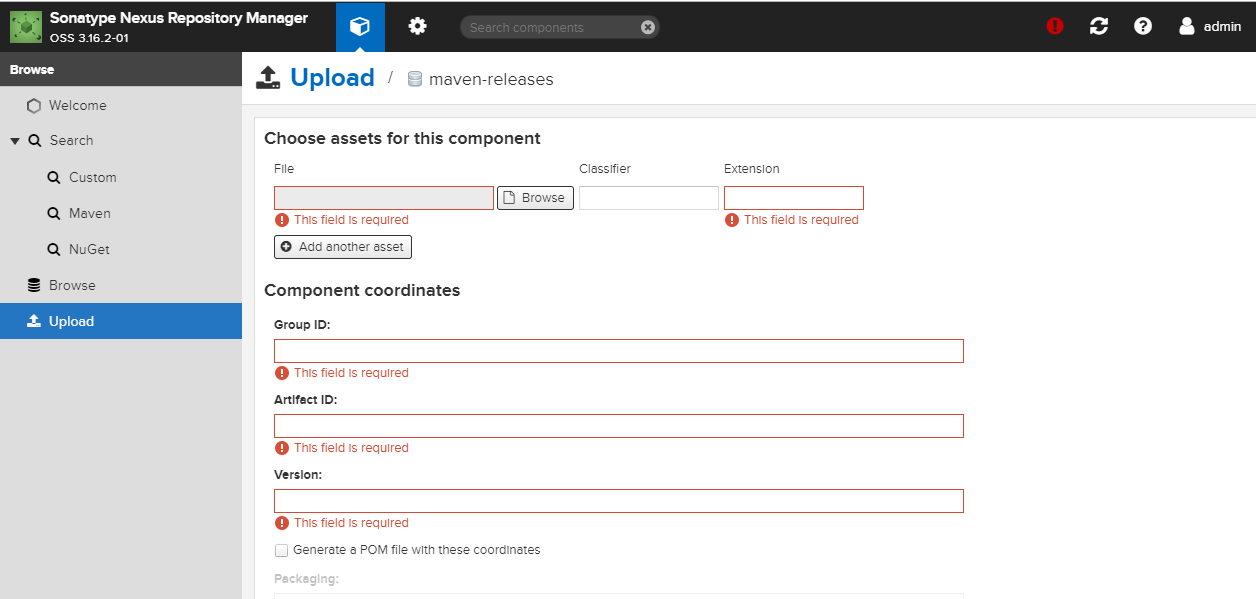 Sonatype Nexus Repository Manager
OSS 3.16.2-01
Search components
admin
Browse
Welcome
Search
Custom
Maven
NuGet
Browse
Upload
Upload / maven-releases
Choose assets for this component
File Classifier Extension
Browse
This field is required This field is required
Add another asset
Component coordinates
Group ID:
This field is required
Artifact ID:
This field is required
Version:
This field is required
Generate a POM file with these coordinates
Packaging: